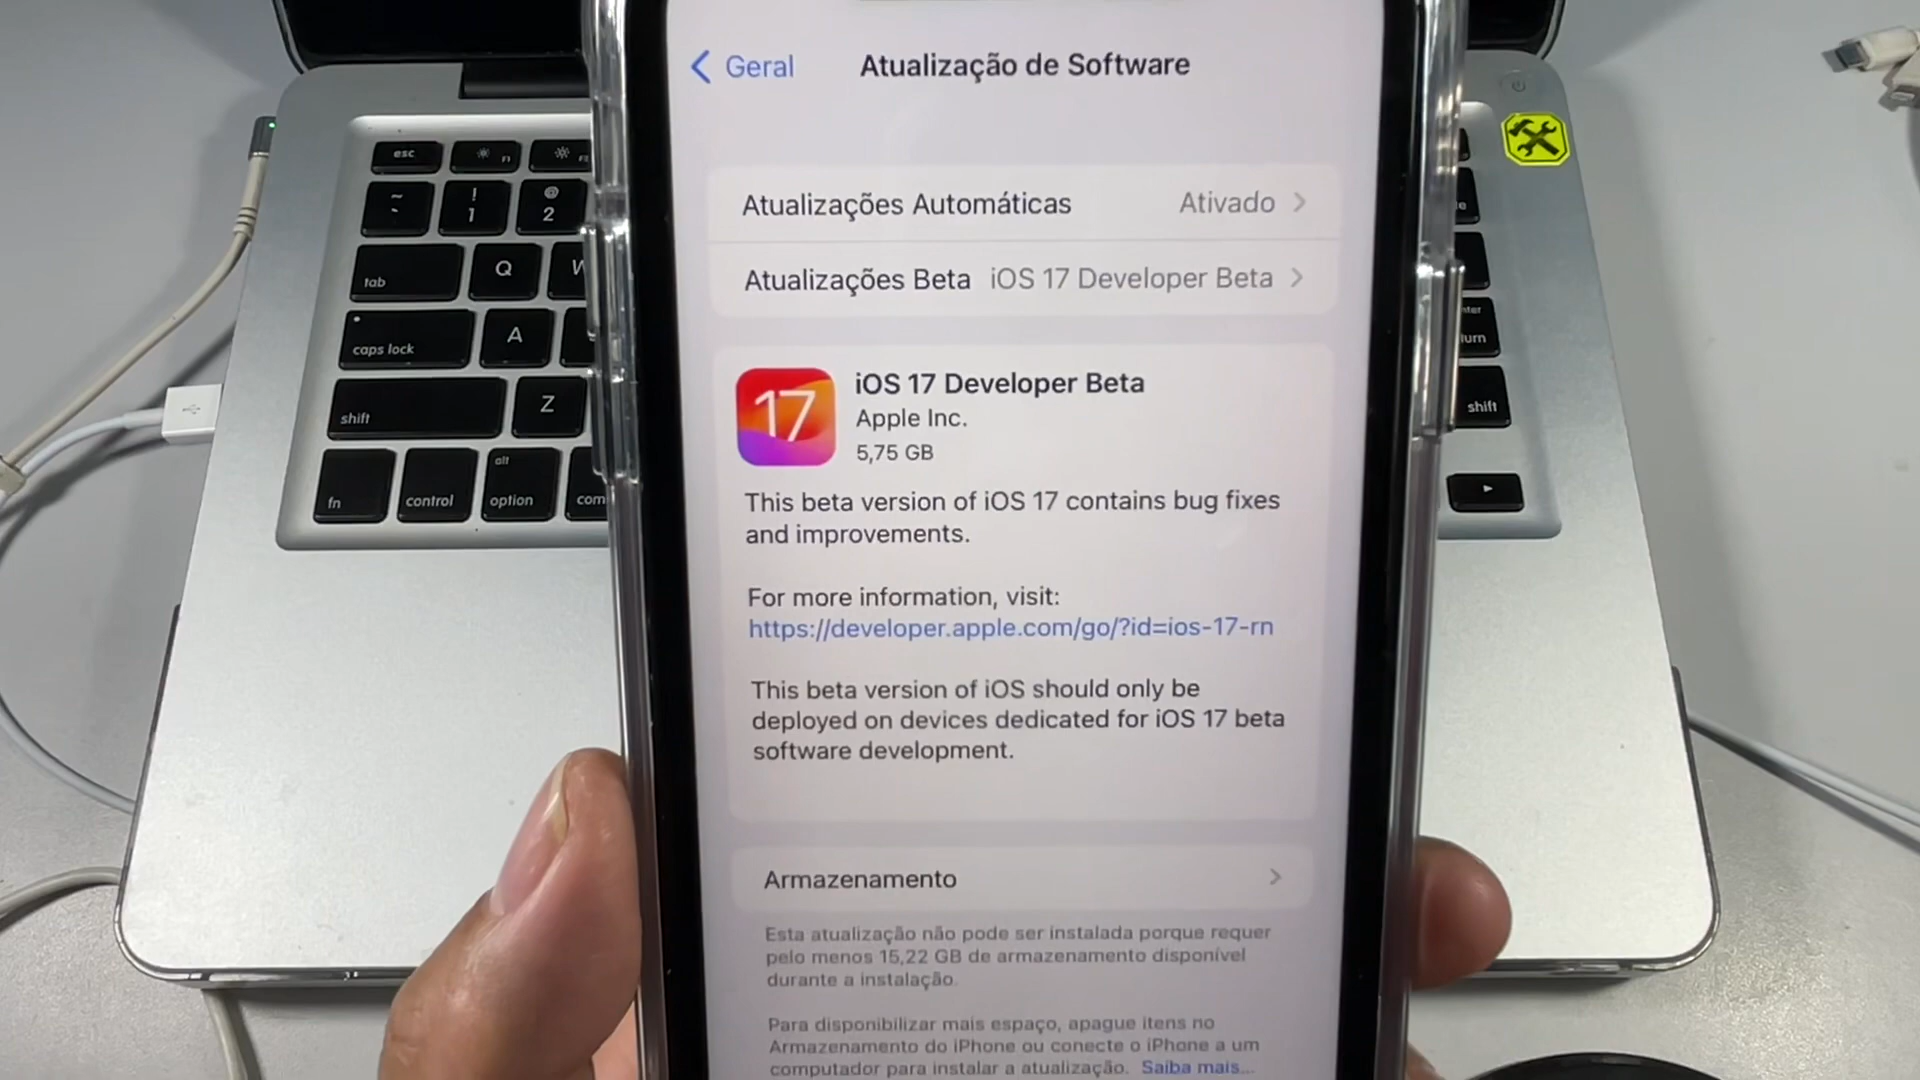 Geral
Atualização de Software
Atualizações Automáticas Ativado
Atualizações Beta iOS 17 Developer Beta
17
iOS 17 Developer Beta
Apple Inc.
5,75 GB
This beta version of iOS 17 contains bug fixes
and improvements.
For more information, visit:
https://developer.apple.com/go/?id=ios-17-rn
This beta version of iOS should only be
deployed on devices dedicated for iOS 17 beta
software development.
Armazenamento
Esta atualização não pode ser instalada porque requer
pelo menos 15,22 GB de armazenamento disponível
durante a instalação.
Para disponibilizar mais espaço, apague itens no
Armazenamento do iPhone ou conecte o iPhone a um
computador para instalar a atualização. Saiba mais...
esc
F1
~
!
1
@
2
tab
Q
W
caps lock
A
shift
Z
fn
control
alt
option
com
shift